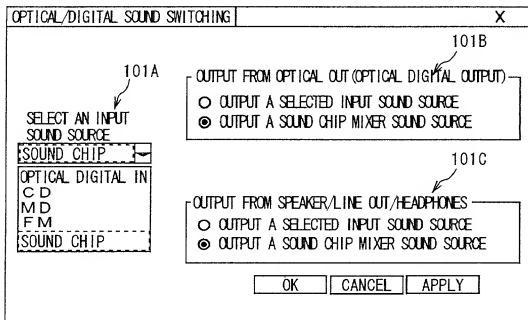 OPTICAL/DIGITAL SOUND SWITCHING X
101A
SELECT AN INPUT
SOUND SOURCE
SOUND CHIP
OPTICAL DIGITAL IN
CD
MD
FM
SOUND CHIP
101B
OUTPUT FROM OPTICAL OUT (OPTICAL DIGITAL OUTPUT)
OUTPUT A SELECTED INPUT SOUND SOURCE
OUTPUT A SOUND CHIP MIXER SOUND SOURCE
101C
OUTPUT FROM SPEAKER/LINE OUT/HEADPHONES
OUTPUT A SELECTED INPUT SOUND SOURCE
OUTPUT A SOUND CHIP MIXER SOUND SOURCE
OK CANCEL APPLY